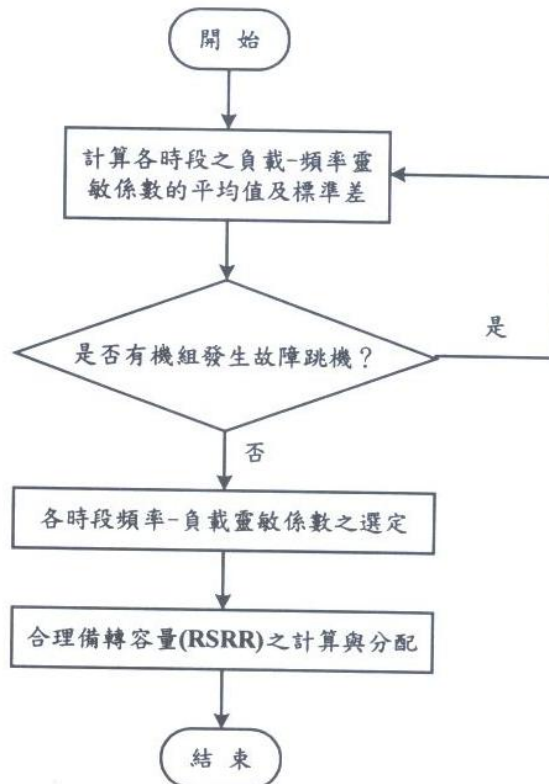 開 始
計算各時段之負載-頻率靈
敏係數的平均值及標準差
是否有機組發生故障跳機？
是
否
各時段頻率-負載靈敏係數之選定
合理備轉容量(RSRR)之計算與分配
結 束